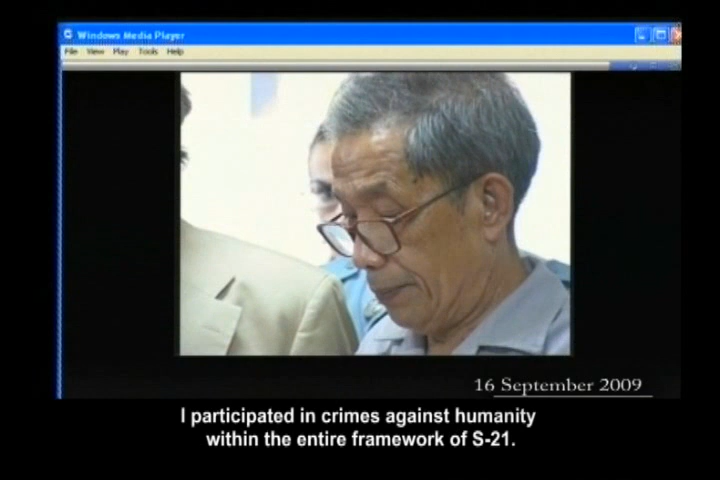 Windows Media Player
File View Play Tools Help
16 September 2009
I participated in crimes against humanity
within the entire framework of S-21.